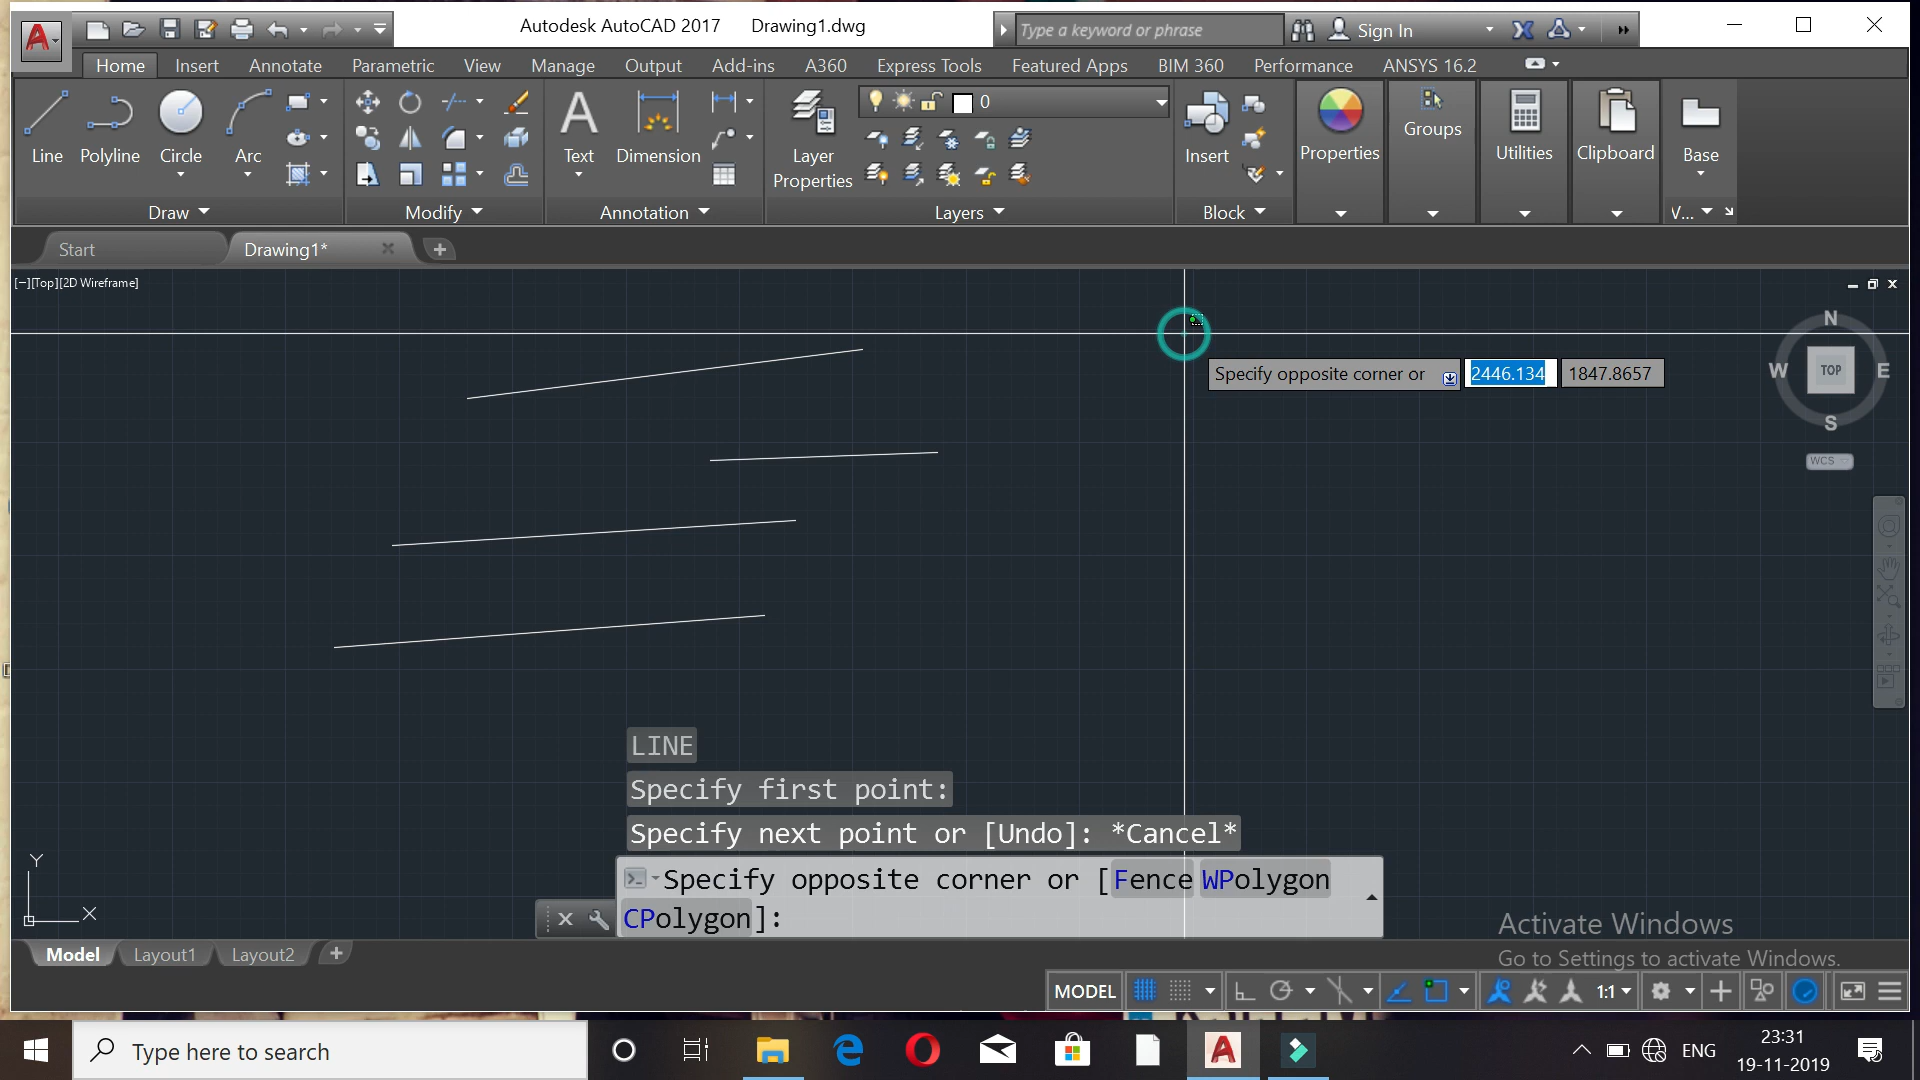 Autodesk AutoCAD 2017 Drawing1.dwg
Type a keyword or phrase
Sign In
Home Insert Annotate Parametric View Manage Output Add-ins A360 Express Tools Featured Apps BIM 360 Performance ANSYS 16.2
Line Polyline Circle Arc
Text Dimension
Layer
Properties
0
Insert
Properties
Groups
Utilities
Clipboard
Base
Draw Modify Annotation Layers Block V...
Start Drawing1*
[−][Top][2D Wireframe]
N
W TOP E
S
WCS
Specify opposite corner or 2446.134 1847.8657
LINE
Specify first point:
Specify next point or [Undo]: *Cancel*
Specify opposite corner or [Fence WPolygon
CPolygon]:
Y
X
Activate Windows
Go to Settings to activate Windows.
Model Layout1 Layout2
MODEL 1:1
Type here to search
ENG
23:31
19-11-2019